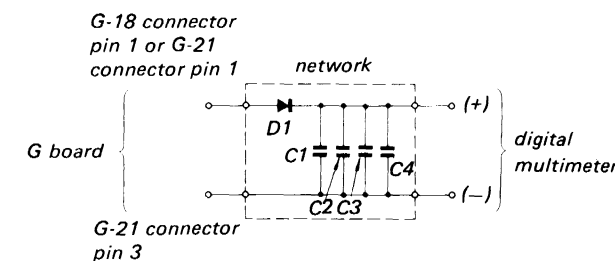 G-18 connector
pin 1 or G-21
connector pin 1
network
(+)
D1
G board
C1
C4
digital
multimeter
C2 C3
(—)
G-21 connector
pin 3